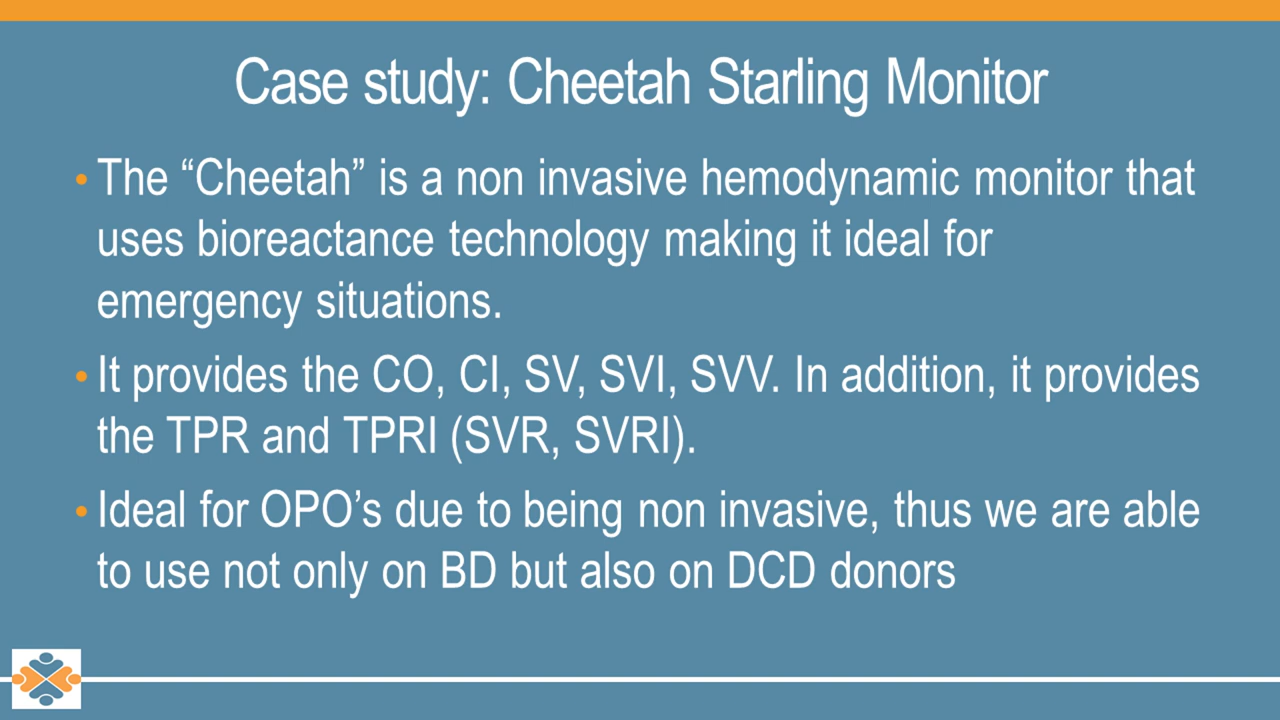 Case study: Cheetah Starling Monitor
• The “Cheetah” is a non invasive hemodynamic monitor that
uses bioreactance technology making it ideal for
emergency situations.
• It provides the CO, CI, SV, SVI, SVV. In addition, it provides
the TPR and TPRI (SVR, SVRI).
• Ideal for OPO’s due to being non invasive, thus we are able
to use not only on BD but also on DCD donors